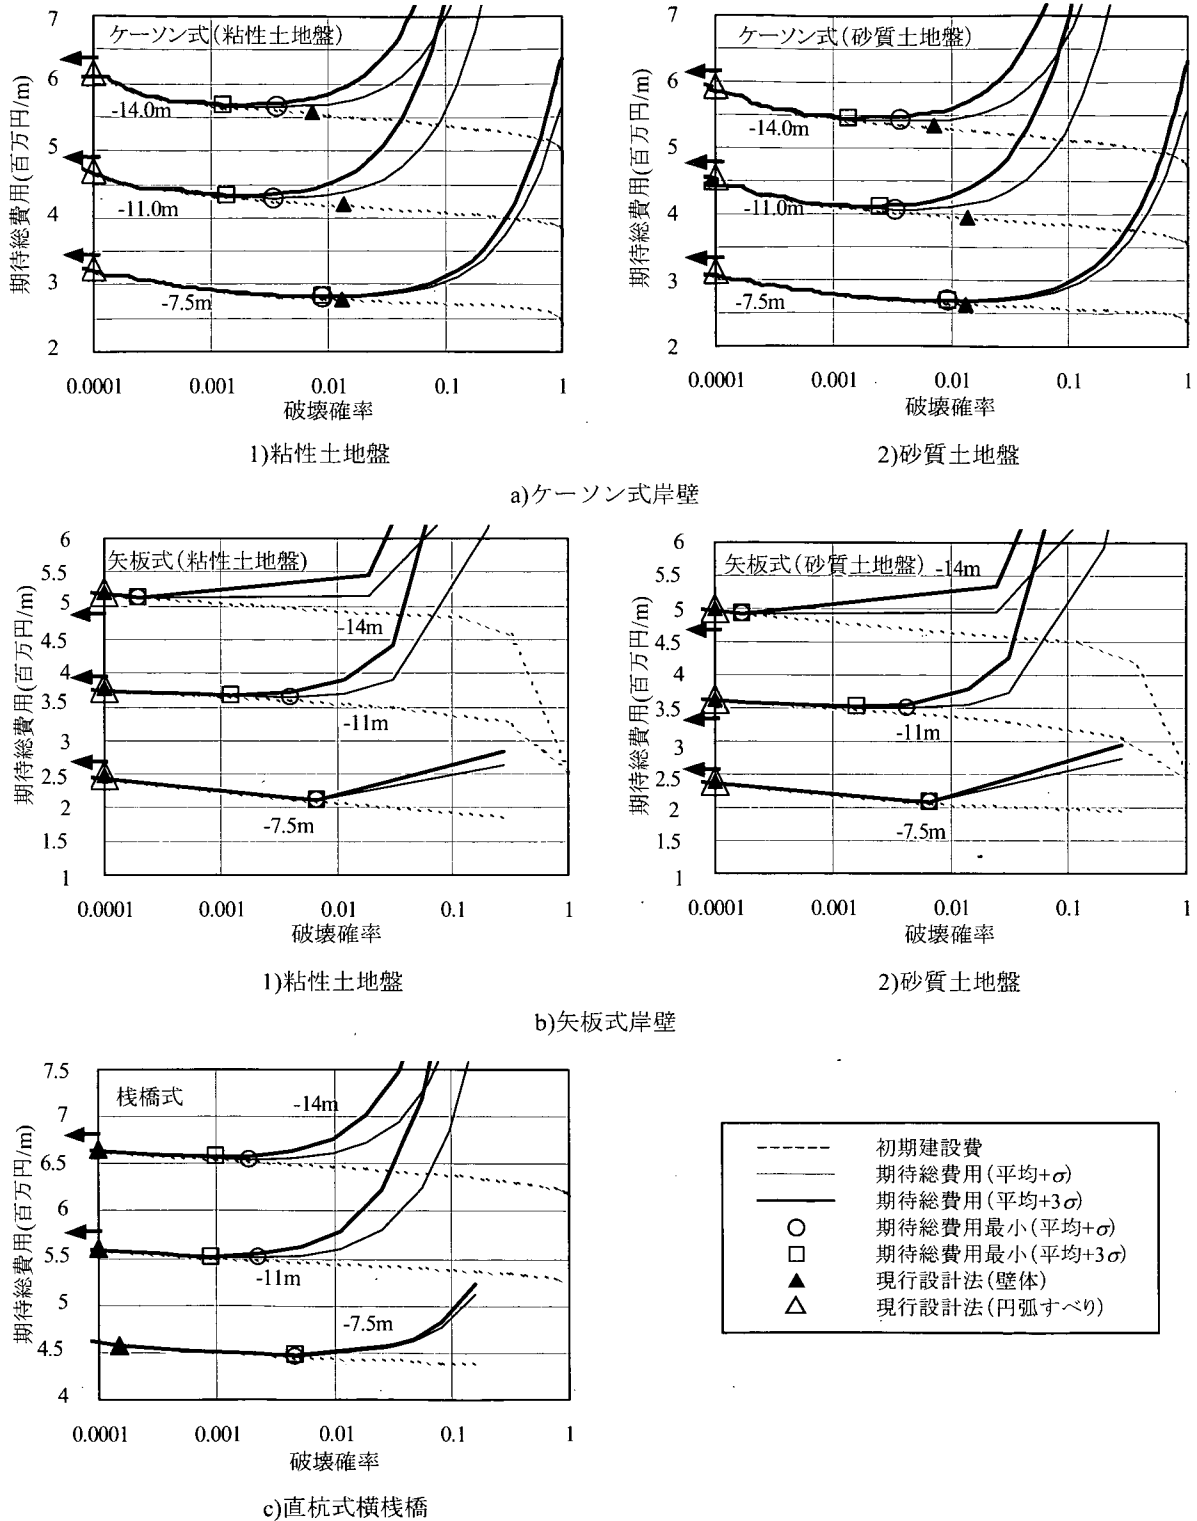 ケーソン式(粘性土地盤)
期待総費用(百万円/m)
7
6
5
4
3
2
-14.0m
-11.0m
-7.5m
0.0001
0.001
0.01
0.1
1
破壊確率
1)粘性土地盤
ケーソン式(砂質土地盤)
期待総費用(百万円/m)
7
6
5
4
3
2
-14.0m
-11.0m
-7.5m
0.0001
0.001
0.01
0.1
1
破壊確率
2)砂質土地盤
a)ケーソン式岸壁
矢板式(粘性土地盤)
期待総費用(百万円/m)
6
5.5
5
4.5
4
3.5
3
2.5
2
1.5
1
-14m
-11m
-7.5m
0.0001
0.001
0.01
0.1
1
破壊確率
1)粘性土地盤
矢板式(砂質土地盤)
期待総費用(百万円/m)
6
5.5
5
4.5
4
3.5
3
2.5
2
1.5
1
-14m
-11m
-7.5m
0.0001
0.001
0.01
0.1
1
破壊確率
2)砂質土地盤
b)矢板式岸壁
桟橋式
期待総費用(百万円/m)
7.5
7
6.5
6
5.5
5
4.5
4
-14m
-11m
-7.5m
0.0001
0.001
0.01
0.1
1
破壊確率
c)直杭式横桟橋
初期建設費
期待総費用(平均+σ)
期待総費用(平均+3σ)
期待総費用最小(平均+σ)
期待総費用最小(平均+3σ)
現行設計法(壁体)
現行設計法(円弧すべり)